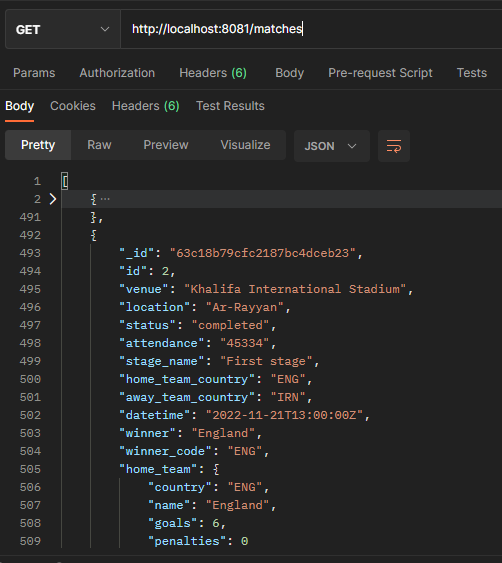 GET http://localhost:8081/matches
Params Authorization Headers (6) Body Pre-request Script Tests
Body Cookies Headers (6) Test Results
Pretty Raw Preview Visualize JSON
1 [
2 { ...
491 },
492 {
493 "_id": "63c18b79cfc2187bc4dceb23",
494 "id": 2,
495 "venue": "Khalifa International Stadium",
496 "location": "Ar-Rayyan",
497 "status": "completed",
498 "attendance": "45334",
499 "stage_name": "First stage",
500 "home_team_country": "ENG",
501 "away_team_country": "IRN",
502 "datetime": "2022-11-21T13:00:00Z",
503 "winner": "England",
504 "winner_code": "ENG",
505 "home_team": {
506 "country": "ENG",
507 "name": "England",
508 "goals": 6,
509 "penalties": 0